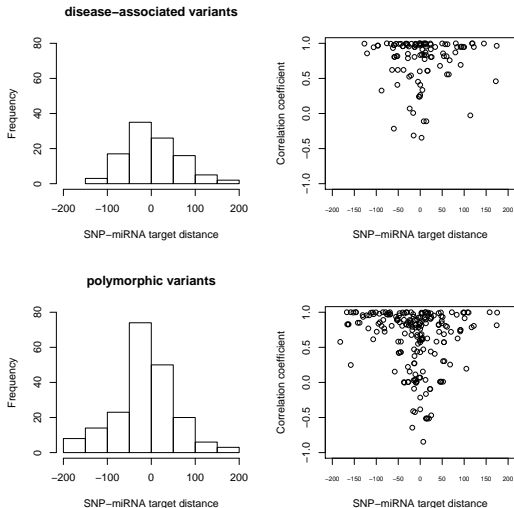 disease−associated variants
Frequency
80
60
40
20
0
−200 −100 0 100 200
SNP−miRNA target distance
Correlation coefficient
1.0
0.5
0.0
−0.5
−1.0
−200 −150 −100 −50 0 50 100 150 200
SNP−miRNA target distance
polymorphic variants
Frequency
80
60
40
20
0
−200 −100 0 100 200
SNP−miRNA target distance
Correlation coefficient
1.0
0.5
0.0
−0.5
−1.0
−200 −150 −100 −50 0 50 100 150 200
SNP−miRNA target distance